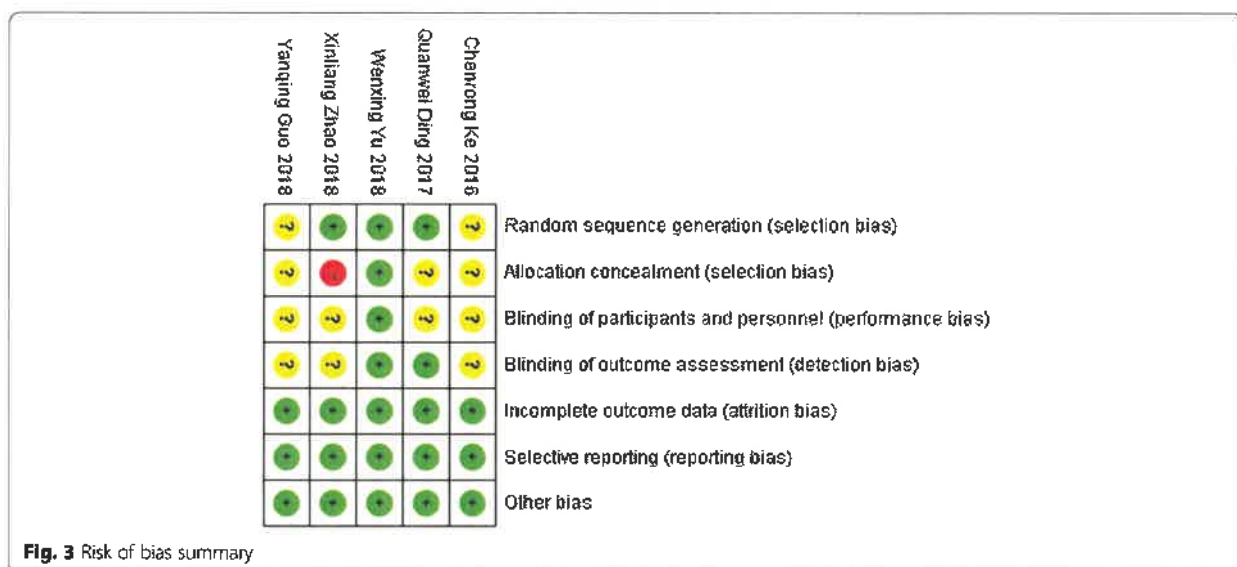 Yanqing Guo 2018
Xinliang Zhao 2018
Wenxing Yu 2018
Quanwei Ding 2017
Chenrong Ke 2016
? + + + ? Random sequence generation (selection bias)
? - + ? ? Allocation concealment (selection bias)
? ? + ? ? Blinding of participants and personnel (performance bias)
? ? + + ? Blinding of outcome assessment (detection bias)
+ + + + + Incomplete outcome data (attrition bias)
+ + + + + Selective reporting (reporting bias)
+ + + + + Other bias
Fig. 3 Risk of bias summary